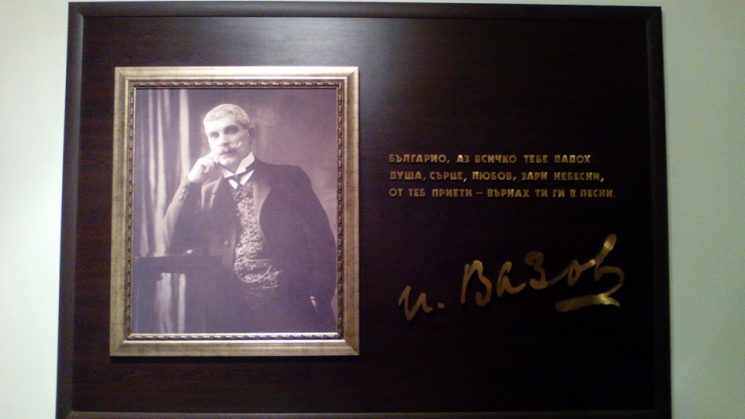 БЪЛГАРИО, АЗ ВСИЧКО ТЕБЕ ДАДОХ
ДУША, СЪРЦЕ, ЛЮБОВ, ЗАРИ НЕБЕСНИ,
ОТ ТЕБ ПРИЕТИ – ВЪРНАХ ТИ ГИ В ПЕСНИ.
И. Вазов